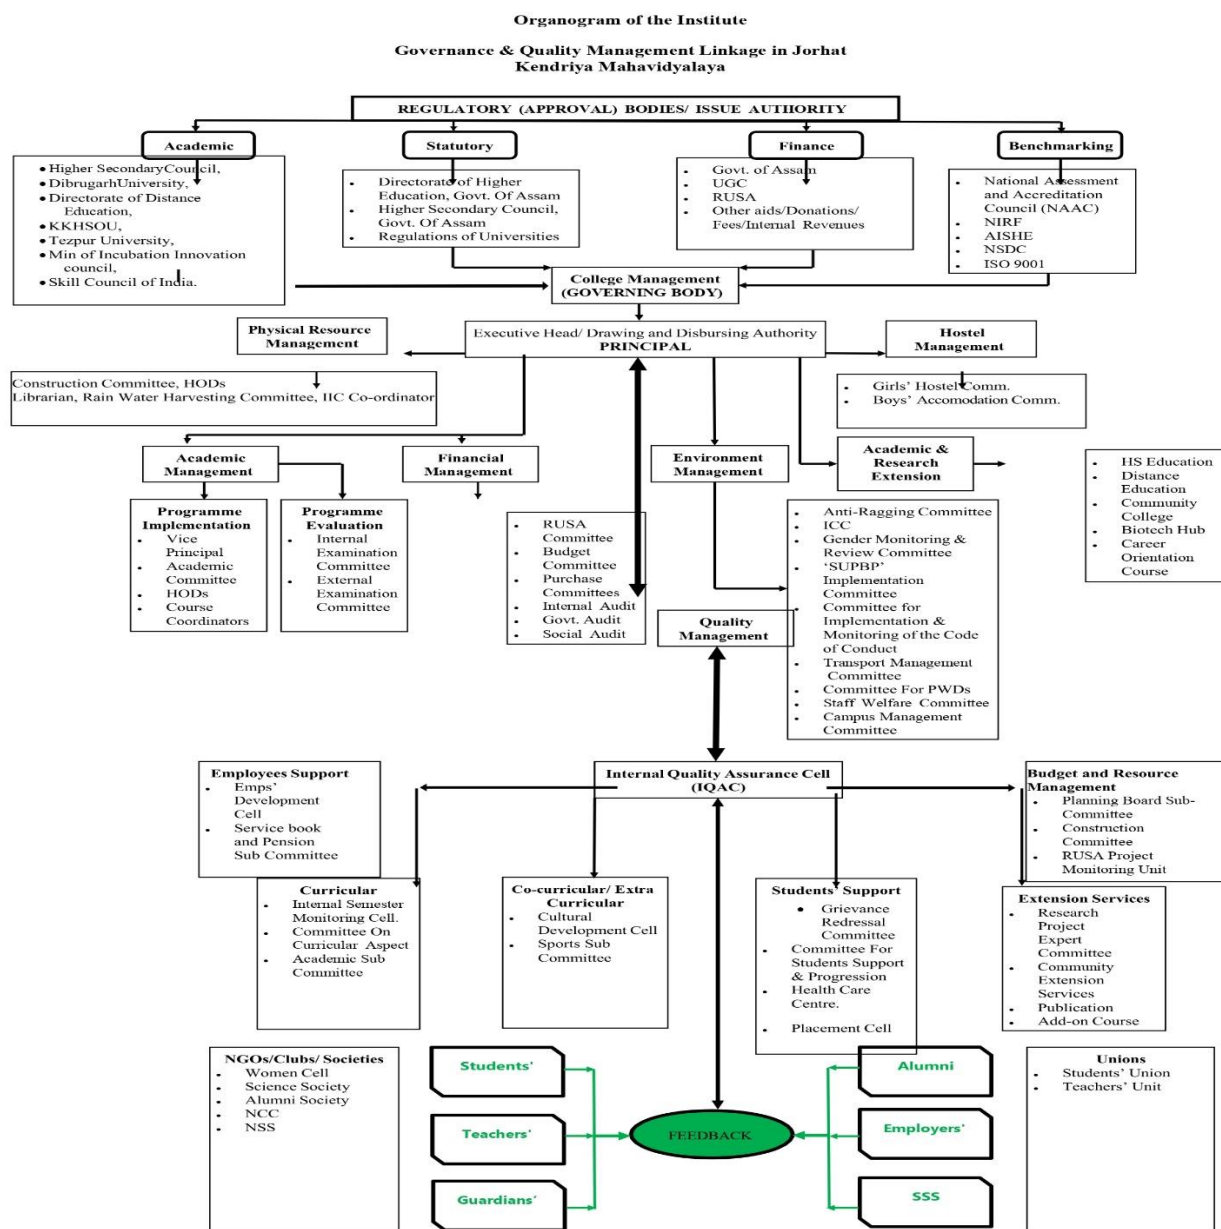 Organogram of the Institute
Governance & Quality Management Linkage in Jorhat
Kendriya Mahavidyalaya
REGULATORY (APPROVAL) BODIES/ ISSUE AUTHORITY
Academic
• Higher SecondaryCouncil,
• DibrugarhUniversity,
• Directorate of Distance
Education,
• KKHSOU,
• Tezpur University,
• Min of Incubation Innovation
council,
• Skill Council of India.
Statutory
• Directorate of Higher
Education, Govt. Of Assam
• Higher Secondary Council,
Govt. Of Assam
• Regulations of Universities
Finance
• Govt. of Assam
• UGC
• RUSA
• Other aids/Donations/
Fees/Internal Revenues
Benchmarking
• National Assessment
and Accreditation
Council (NAAC)
• NIRF
• AISHE
• NSDC
• ISO 9001
College Management
(GOVERNING BODY)
Executive Head/ Drawing and Disbursing Authority
PRINCIPAL
Physical Resource
Management
Construction Committee, HODs
Librarian, Rain Water Harvesting Committee, IIC Co-ordinator
Hostel
Management
• Girls' Hostel Comm.
• Boys' Accomodation Comm.
Academic
Management
Programme
Implementation
• Vice
Principal
• Academic
Committee
• HODs
• Course
Coordinators
Programme
Evaluation
• Internal
Examination
Committee
• External
Examination
Committee
Financial
Management
• RUSA
Committee
• Budget
Committee
• Purchase
Committees
• Internal Audit
• Govt. Audit
• Social Audit
Environment
Management
• Anti-Ragging Committee
• ICC
• Gender Monitoring &
Review Committee
• 'SUPBP'
Implementation
Committee
• Committee for
Implementation &
Monitoring of the Code
of Conduct
• Transport Management
Committee
• Committee For PWDs
• Staff Welfare Committee
• Campus Management
Committee
Academic &
Research
Extension
• HS Education
• Distance
Education
• Community
College
• Biotech Hub
• Career
Orientation
Course
Quality
Management
Internal Quality Assurance Cell
(IQAC)
Employees Support
• Emps'
Development
Cell
• Service book
and Pension
Sub Committee
Budget and Resource
Management
• Planning Board Sub-
Committee
• Construction
Committee
• RUSA Project
Monitoring Unit
Curricular
• Internal Semester
Monitoring Cell.
• Committee On
Curricular Aspect
• Academic Sub
Committee
Co-curricular/ Extra
Curricular
• Cultural
Development Cell
• Sports Sub
Committee
Students' Support
• Grievance
Redressal
Committee
• Committee For
Students Support
& Progression
• Health Care
Centre.
• Placement Cell
Extension Services
• Research
Project
Expert
Committee
• Community
Extension
Services
• Publication
• Add-on Course
NGOs/Clubs/ Societies
• Women Cell
• Science Society
• Alumni Society
• NCC
• NSS
Students'
Teachers'
Guardians'
FEEDBACK
Alumni
Employers'
SSS
Unions
• Students' Union
• Teachers' Unit